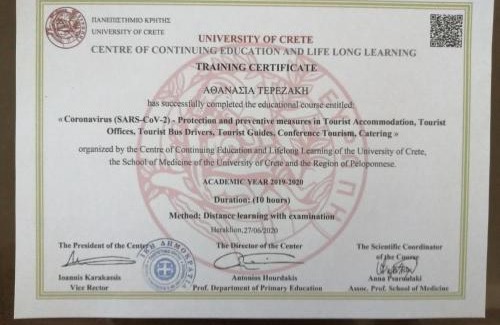 ΠΑΝΕΠΙΣΤΗΜΙΟ ΚΡΗΤΗΣ
UNIVERSITY OF CRETE
UNIVERSITY OF CRETE
CENTRE OF CONTINUING EDUCATION AND LIFE LONG LEARNING
TRAINING CERTIFICATE
ΑΘΑΝΑΣΙΑ ΤΕΡΕΖΑΚΗ
has successfully completed the educational course entitled:
« Coronavirus (SARS-CoV-2) - Protection and preventive measures in Tourist Accommodation, Tourist
Offices, Tourist Bus Drivers, Tourist Guides, Conference Tourism, Catering »
organized by the Centre of Continuing Education and Lifelong Learning of the University of Crete,
the School of Medicine of the University of Crete and the Region of Peloponnese.
ACADEMIC YEAR 2019-2020
Duration: (10 hours)
Method: Distance learning with examination
Heraklion,27/06/2020
The President of the Center
The Director of the Center
The Scientific Coordinator
of the Course
Ioannis Karakassis
Antonios Hourdakis
Anna Psaroulaki
Vice Rector
Prof. Department of Primary Education
Assoc. Prof. School of Medicine